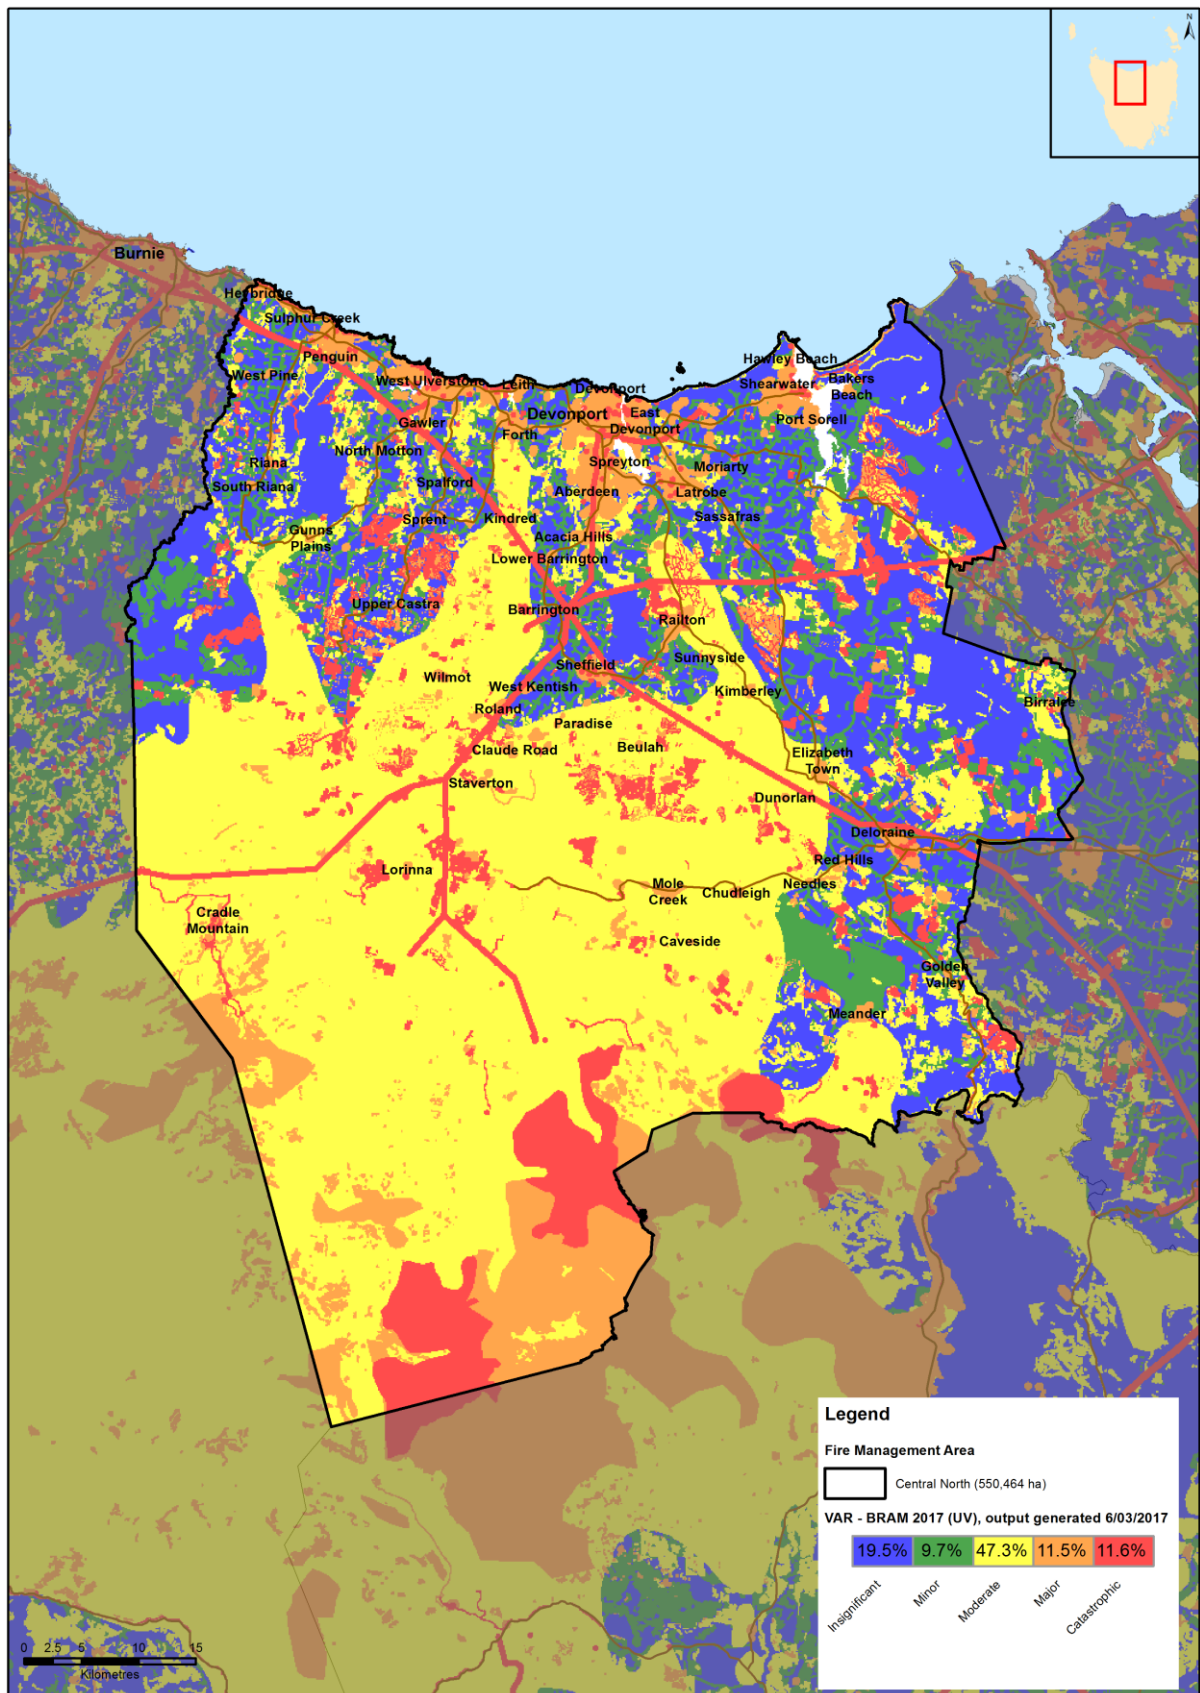 N
Burnie
Heybridge
Sulphur Creek
Penguin
West Pine
West Ulverstone
Leith
Devonport
Hawley Beach
Shearwater
Bakers
Beach
Devonport
East
Devonport
Port Sorell
Gawler
Forth
North Motton
Riana
South Riana
Spalford
Spreyton
Moriarty
Aberdeen
Latrobe
Sassafras
Sprent
Kindred
Gunns
Plains
Acacia Hills
Lower Barrington
Upper Castra
Barrington
Railton
Sheffield
Sunnyside
Wilmot
West Kentish
Kimberley
Birralee
Roland
Paradise
Claude Road
Beulah
Elizabeth
Town
Staverton
Dunorlan
Deloraine
Red Hills
Lorinna
Mole
Creek
Chudleigh
Needles
Cradle
Mountain
Caveside
Golden
Valley
Meander
Legend
Fire Management Area
Central North (550,464 ha)
VAR - BRAM 2017 (UV), output generated 6/03/2017
19.5% 9.7% 47.3% 11.5% 11.6%
Insignificant Minor Moderate Major Catastrophic
0 2.5 5 10 15
Kilometres